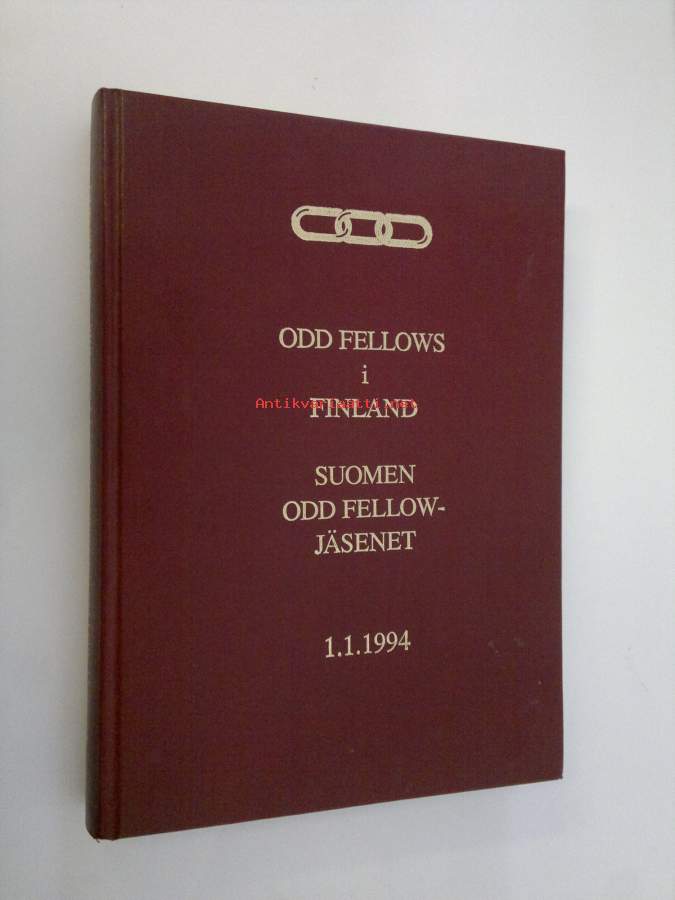 ODD FELLOWS
i
FINLAND
Antikvariaatti.net
SUOMEN
ODD FELLOW-
JÄSENET
1.1.1994